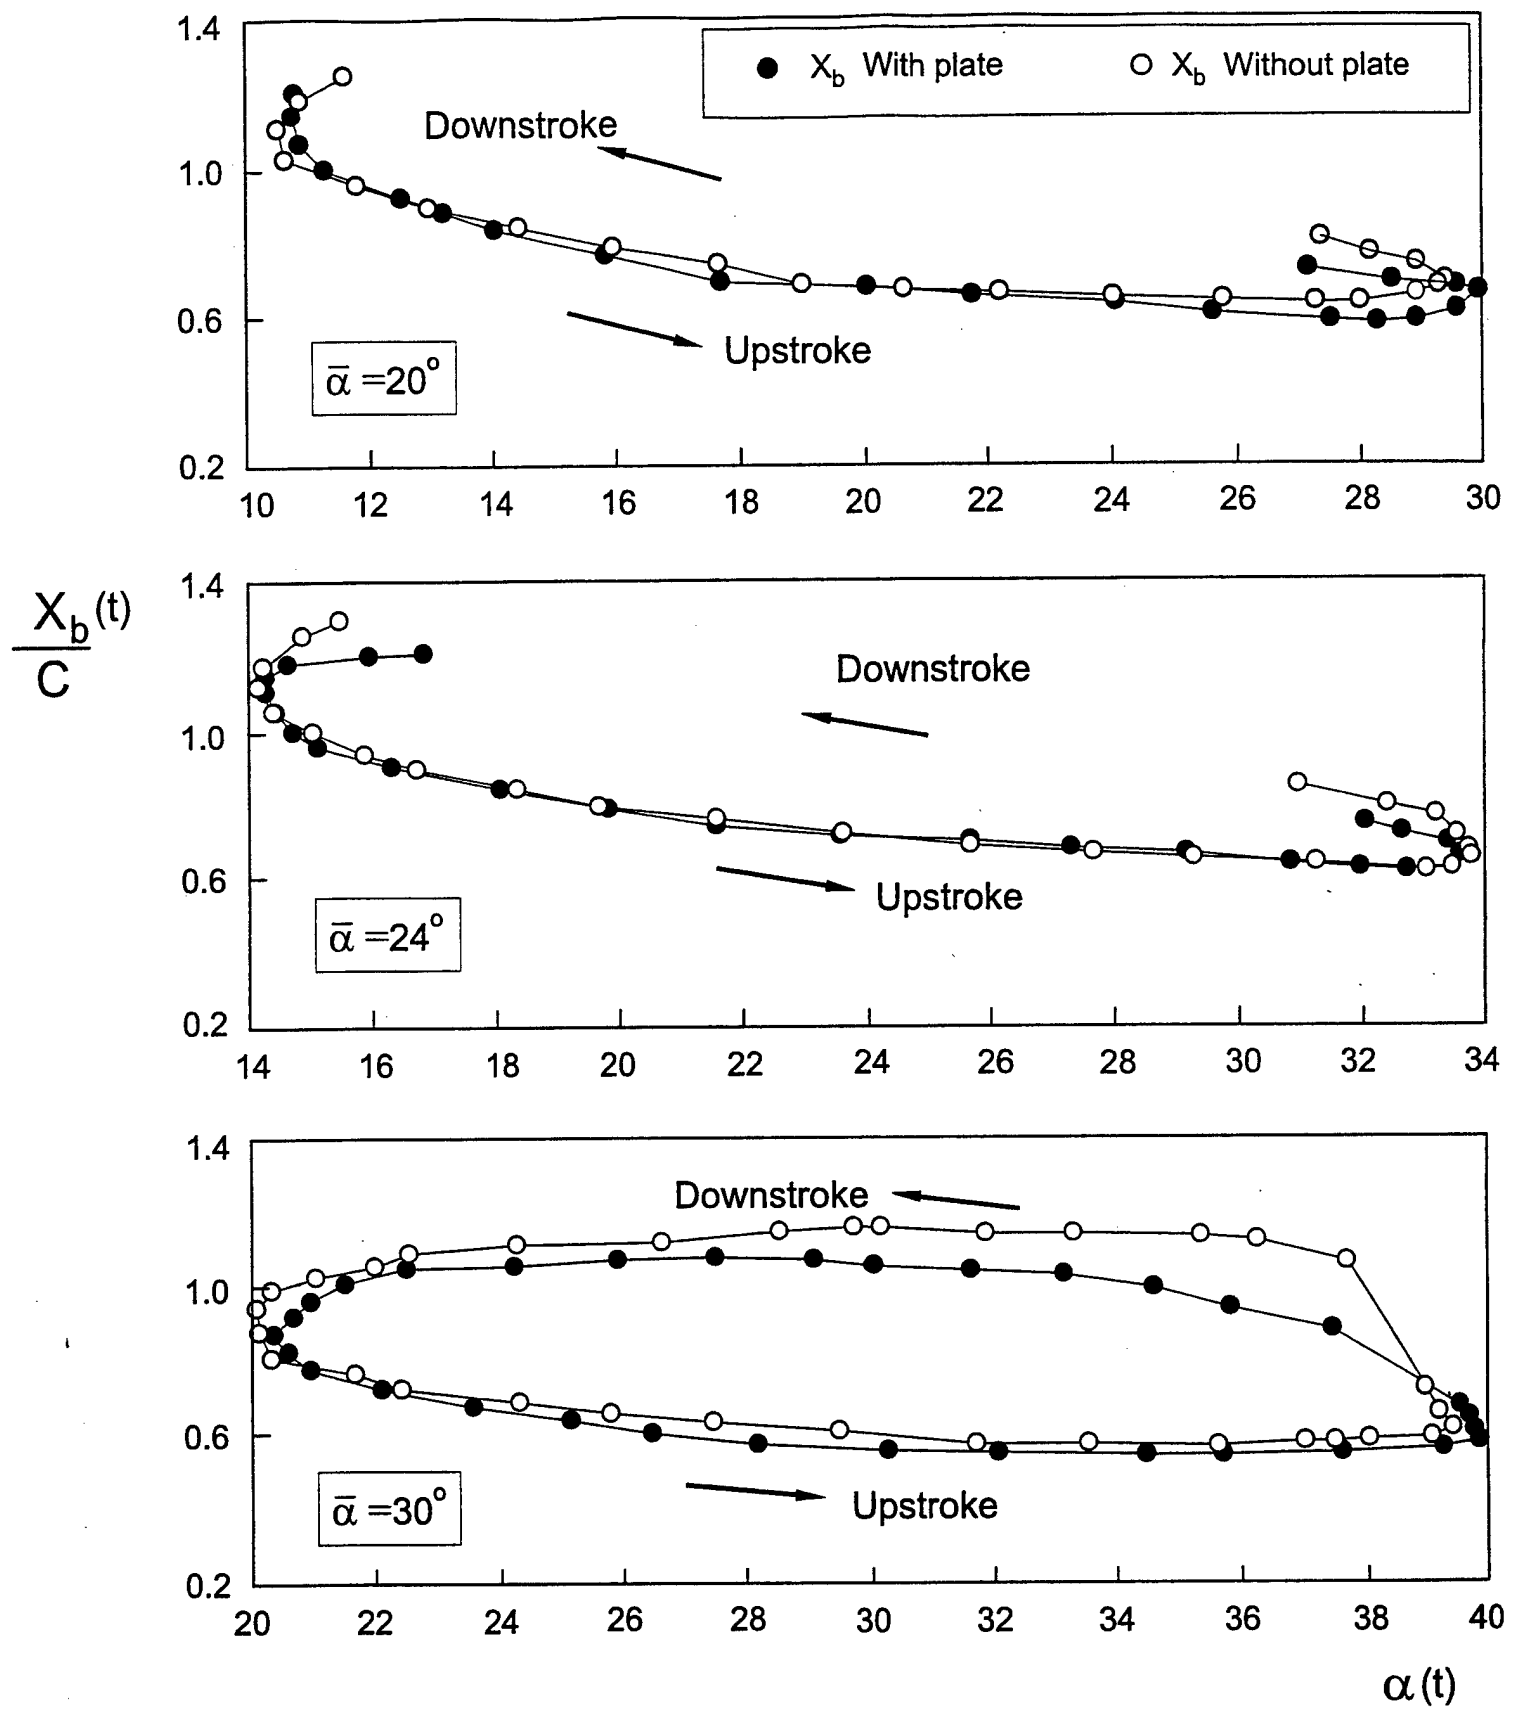 1.4
X_b With plate
X_b Without plate
Downstroke
1.0
0.6
Upstroke
ᾱ =20°
0.2
10 12 14 16 18 20 22 24 26 28 30
1.4
X_b(t)
C
Downstroke
1.0
0.6
Upstroke
ᾱ =24°
0.2
14 16 18 20 22 24 26 28 30 32 34
1.4
Downstroke
1.0
0.6
Upstroke
ᾱ =30°
0.2
20 22 24 26 28 30 32 34 36 38 40
α(t)